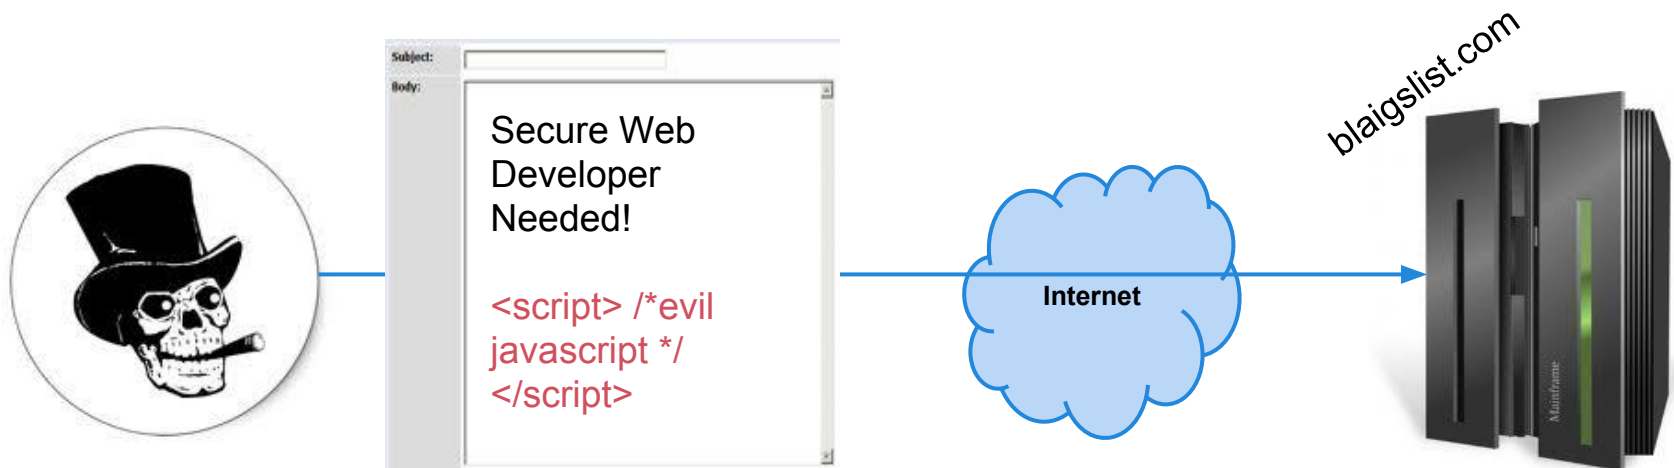 Subject:
Body:
Secure Web
Developer
Needed!
<script> /*evil
javascript */
</script>
Internet
blaigslist.com
Mainframe